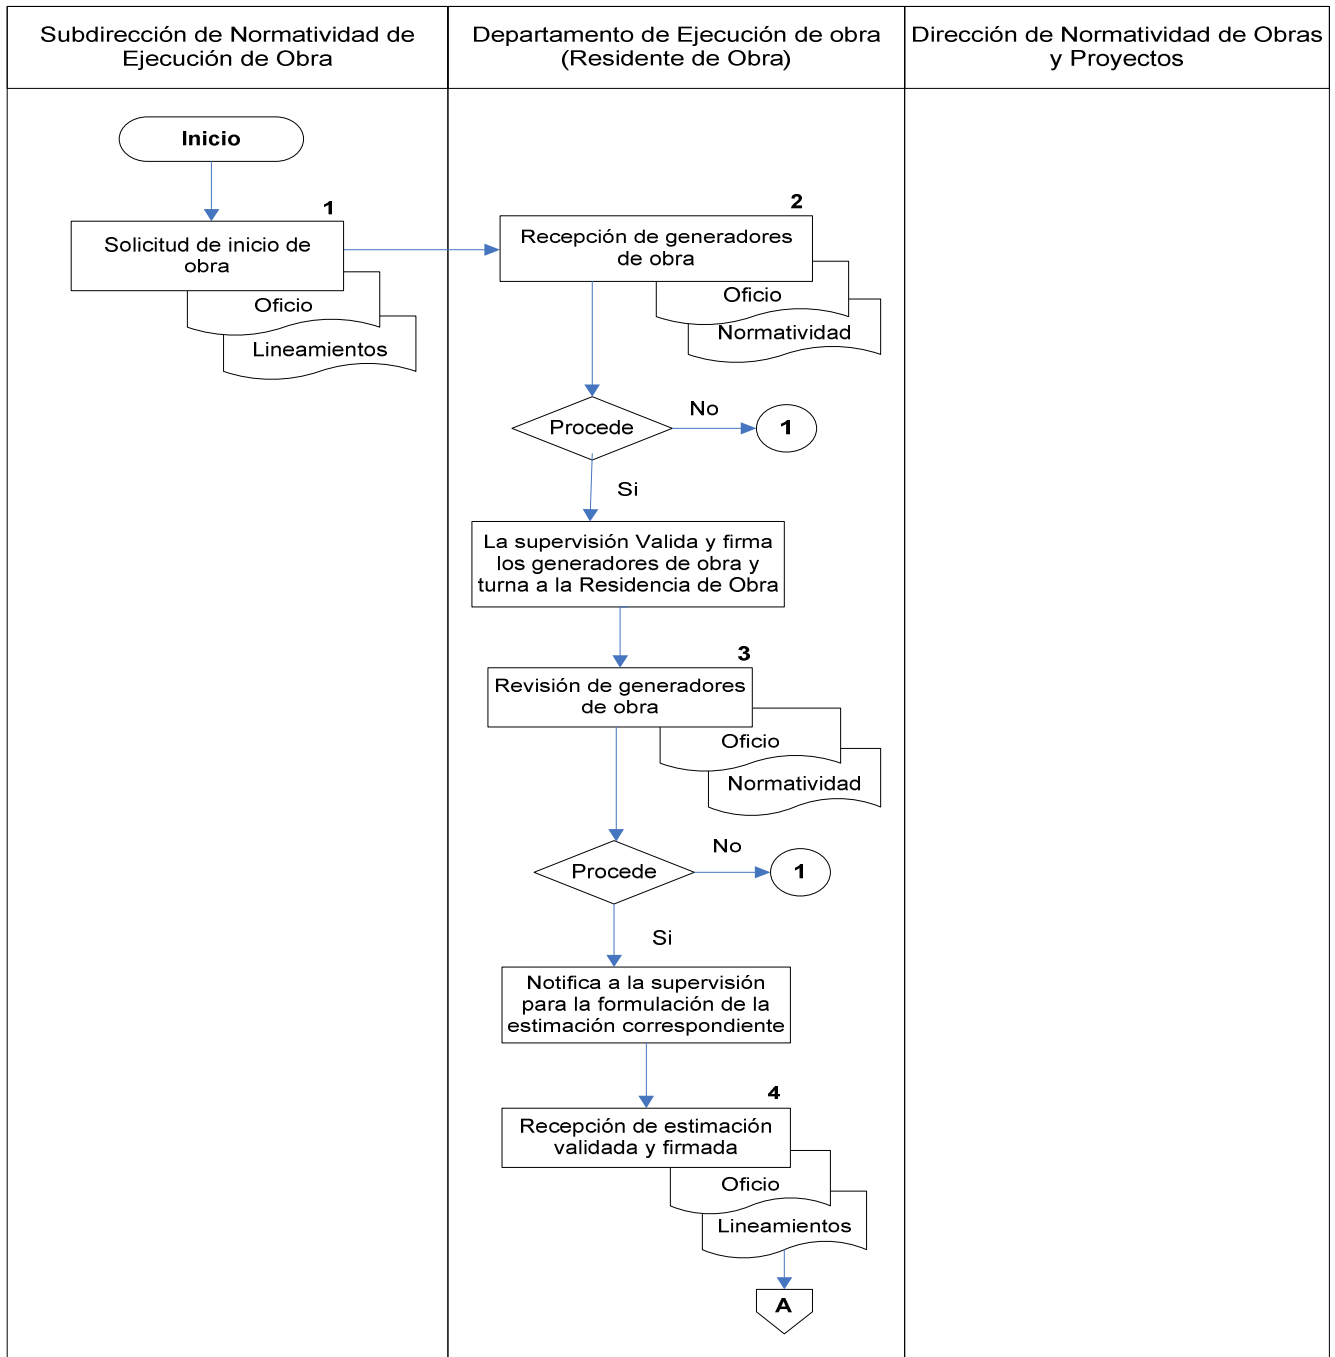 Subdirección de Normatividad de
Ejecución de Obra
Departamento de Ejecución de obra
(Residente de Obra)
Dirección de Normatividad de Obras
y Proyectos
Inicio
1
Solicitud de inicio de
obra
Oficio
Lineamientos
2
Recepción de generadores
de obra
Oficio
Normatividad
Procede
No
1
Si
La supervisión Valida y firma
los generadores de obra y
turna a la Residencia de Obra
3
Revisión de generadores
de obra
Oficio
Normatividad
Procede
No
1
Si
Notifica a la supervisión
para la formulación de la
estimación correspondiente
4
Recepción de estimación
validada y firmada
Oficio
Lineamientos
A